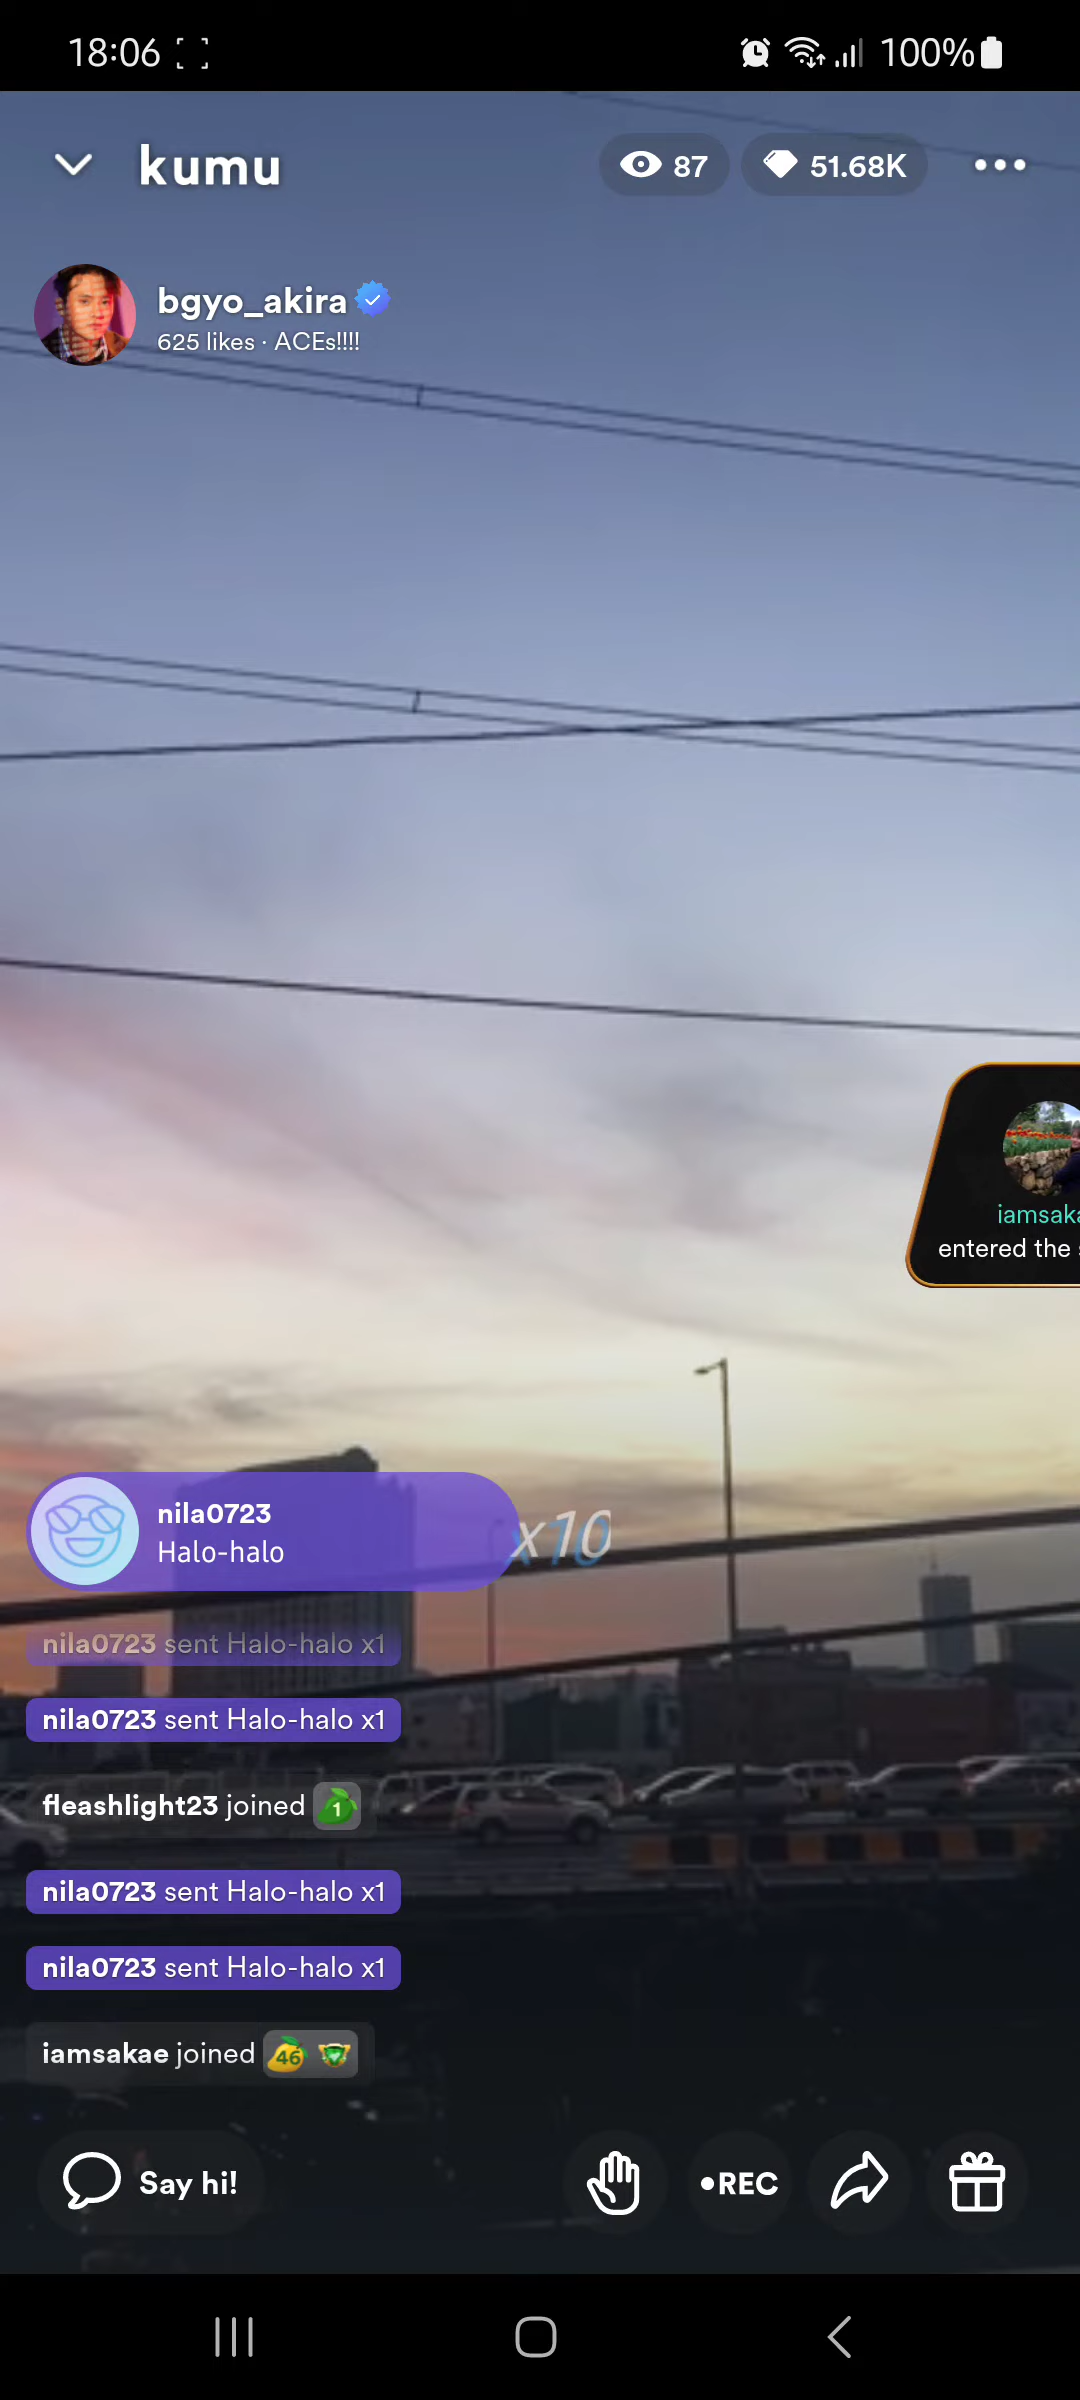 18:06
100%
kumu
87
51.68K
bgyo_akira
625 likes · ACEs!!!!
entered the
nila0723
Halo-halo
x10
nila0723 sent Halo-halo x1
nila0723 sent Halo-halo x1
fleashlight23 joined 1
nila0723 sent Halo-halo x1
nila0723 sent Halo-halo x1
iamsakae joined 46
Say hi!
•REC